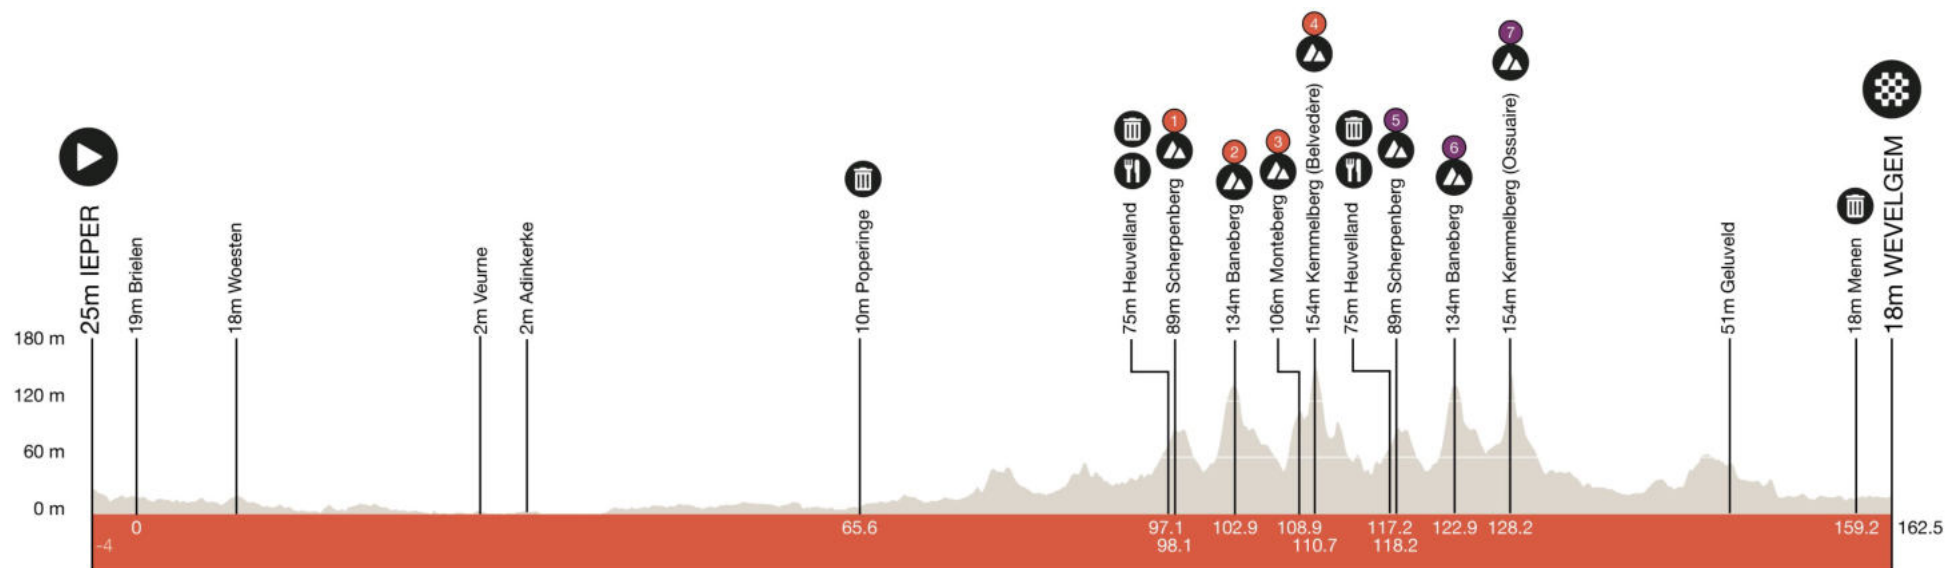 4
7
1
5
2
3
6
25m IEPER
19m Brielen
18m Woesten
2m Veurne
2m Adinkerke
10m Poperinge
75m Heuvelland
89m Scherpenberg
134m Baneberg
106m Monteberg
154m Kemmelberg (Belvedère)
75m Heuvelland
89m Scherpenberg
134m Baneberg
154m Kemmelberg (Ossuaire)
51m Geluveld
18m Menen
18m WEVELGEM
180 m
120 m
60 m
0 m
0 65.6 97.1 102.9 108.9 117.2 122.9 128.2 159.2 162.5
-4 98.1 110.7 118.2